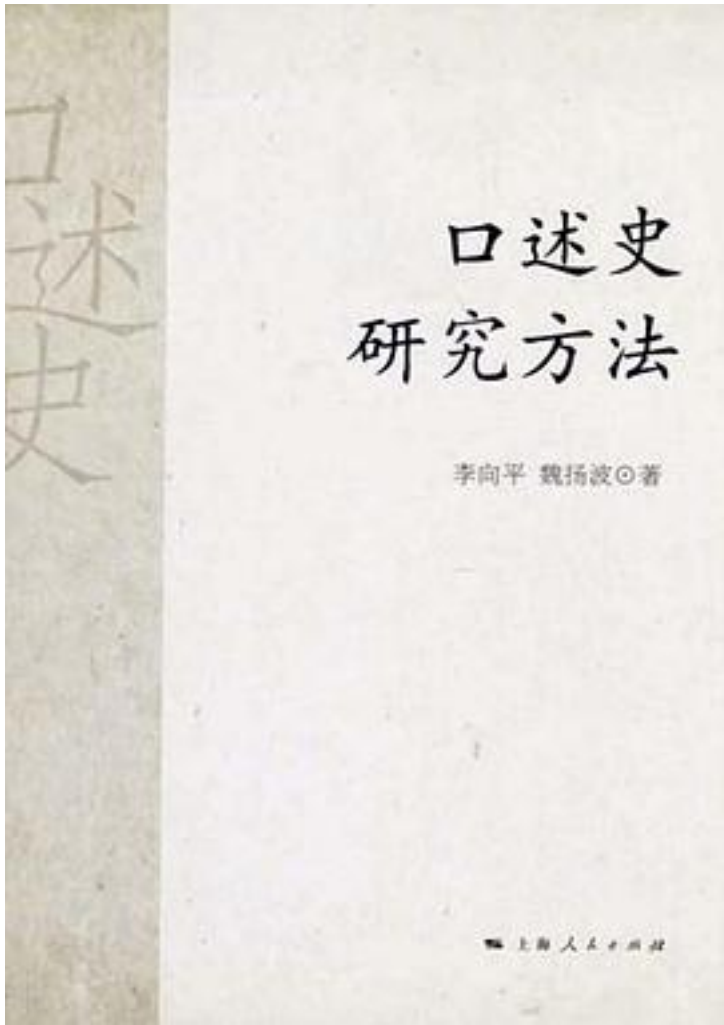 口述史
口述史
研究方法
李向平 魏扬波⊙著
上海人民出版社